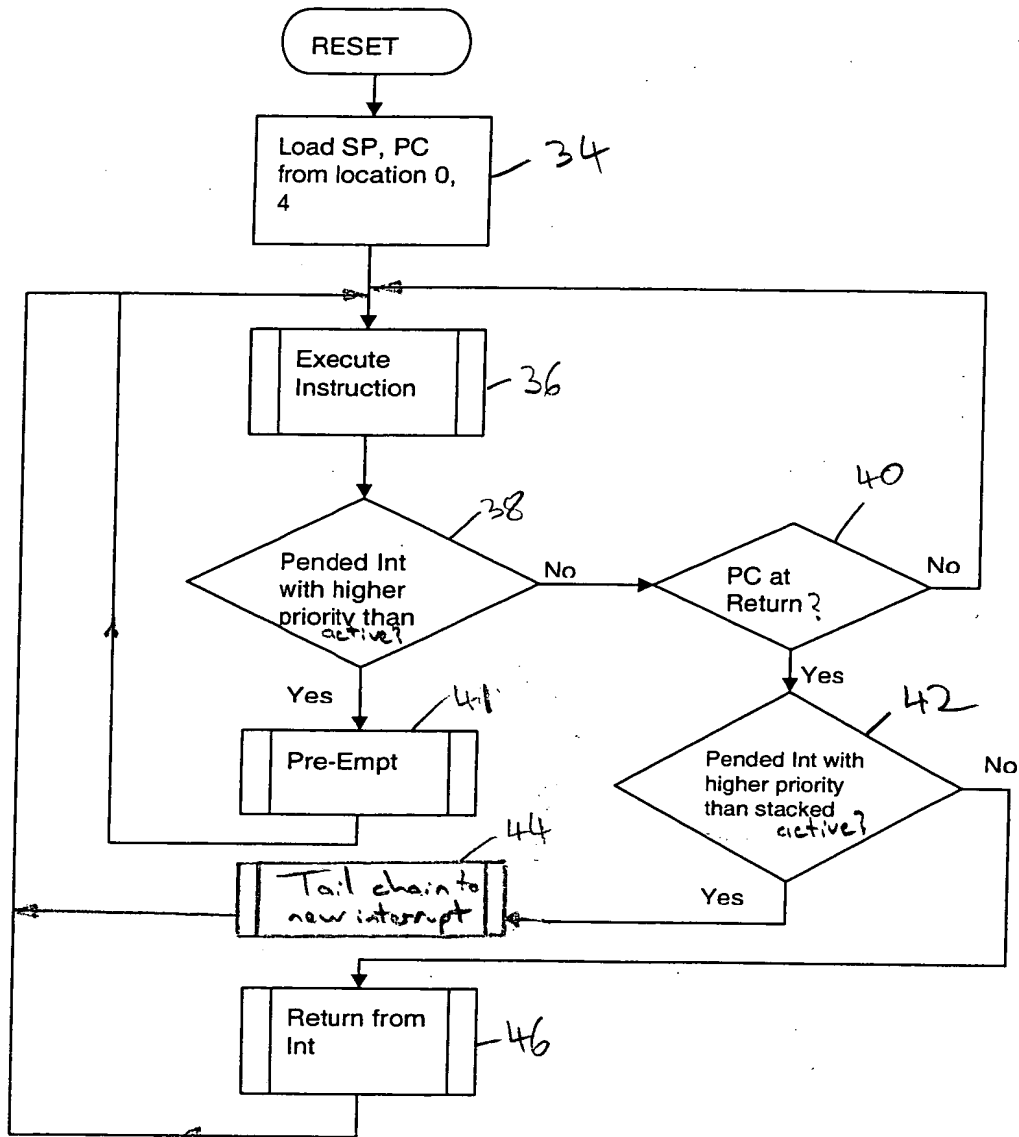 RESET
Load SP, PC
from location 0,
4
34
Execute
Instruction
36
Pended Int
with higher
priority than
active?
38
No
PC at
Return?
40
No
Yes
Yes
Pre-Empt
41
Pended Int with
higher priority
than stacked
active?
42
No
Yes
Tail chain to
new interrupt
44
Return from
Int
46